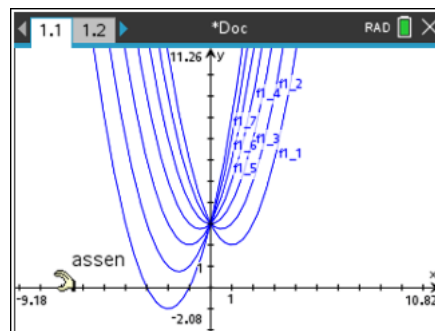 1.1 1.2 *Doc RAD
11.26 y
f1_2
f1_4
f1_7
f1_3
f1_6
f1_1
f1_5
assen
1
x
-9.18 1 10.82
-2.08